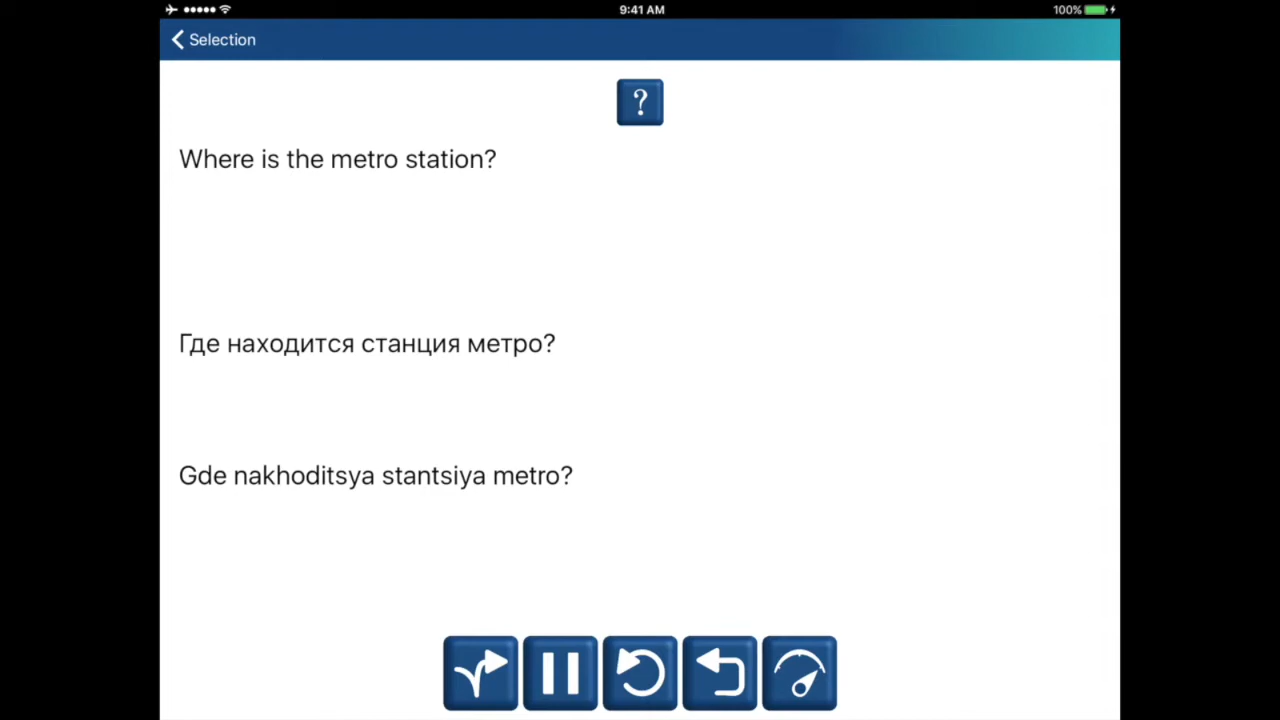 9:41 AM
100%
Selection
?
Where is the metro station?
Где находится станция метро?
Gde nakhoditsya stantsiya metro?